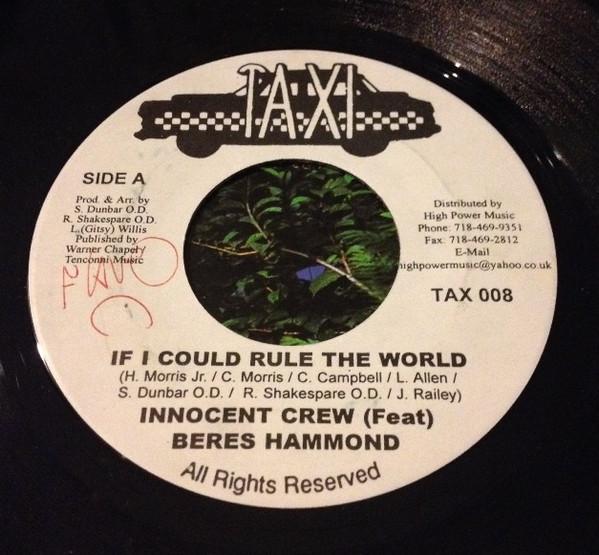 TAXI
SIDE A
Prod. & Arr. by
S. Dunbar O.D.
R. Shakespare O.D.
L.(Gitsy) Willis
Published by
Warner Chapel/
Tenconni Music
Distributed by
High Power Music
Phone: 718-469-9351
Fax: 718-469-2812
E-Mail
highpowermusic@yahoo.co.uk
TAX 008
IF I COULD RULE THE WORLD
(H. Morris Jr. / C. Morris / C. Campbell / L. Allen /
S. Dunbar O.D. / R. Shakespare O.D. / J. Railey)
INNOCENT CREW (Feat)
BERES HAMMOND
All Rights Reserved